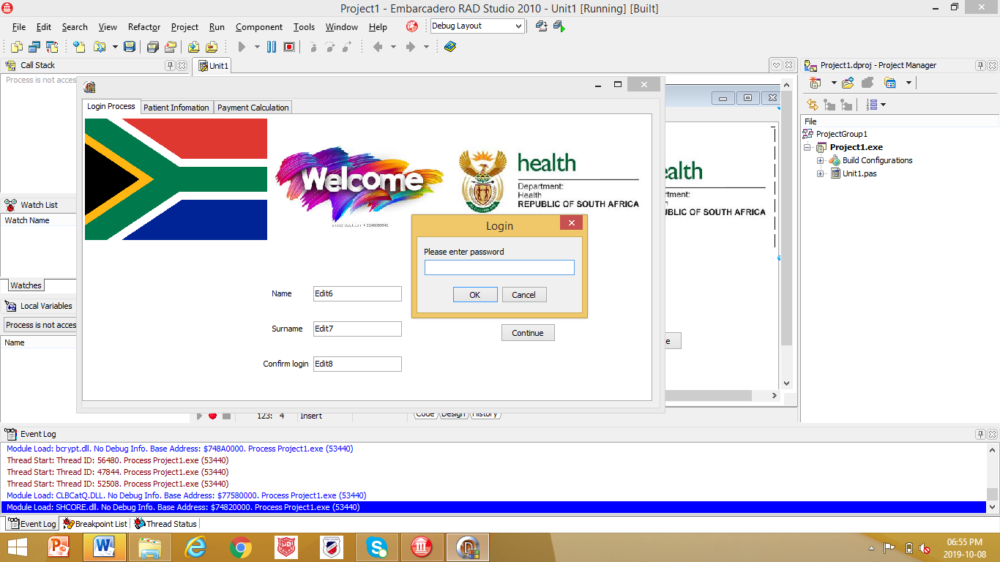 Project1 - Embarcadero RAD Studio 2010 - Unit1 [Running] [Built]
File Edit Search View Refactor Project Run Component Tools Window Help Debug Layout
Call Stack
Unit1
Project1.dproj - Project Manager
Process is not acces
Login Process Patient Infomation Payment Calculation
File
ProjectGroup1
Project1.exe
Build Configurations
Unit1.pas
Welcome
health
Department:
Health
REPUBLIC OF SOUTH AFRICA
ealth
tment:
BLIC OF SOUTH AFRICA
Watch List
Watch Name
Watches
Login
Please enter password
OK Cancel
Name Edit6
Surname Edit7
Continue
e
Confirm login Edit8
Local Variables
Process is not acces
Name
123: 4 Insert
Code Design History
Event Log
Module Load: bcrypt.dll. No Debug Info. Base Address: $748A0000. Process Project1.exe (53440)
Thread Start: Thread ID: 56480. Process Project1.exe (53440)
Thread Start: Thread ID: 47844. Process Project1.exe (53440)
Thread Start: Thread ID: 52508. Process Project1.exe (53440)
Module Load: CLBCatQ.DLL. No Debug Info. Base Address: $77580000. Process Project1.exe (53440)
Module Load: SHCORE.dll. No Debug Info. Base Address: $74820000. Process Project1.exe (53440)
Event Log Breakpoint List Thread Status
06:55 PM
2019-10-08